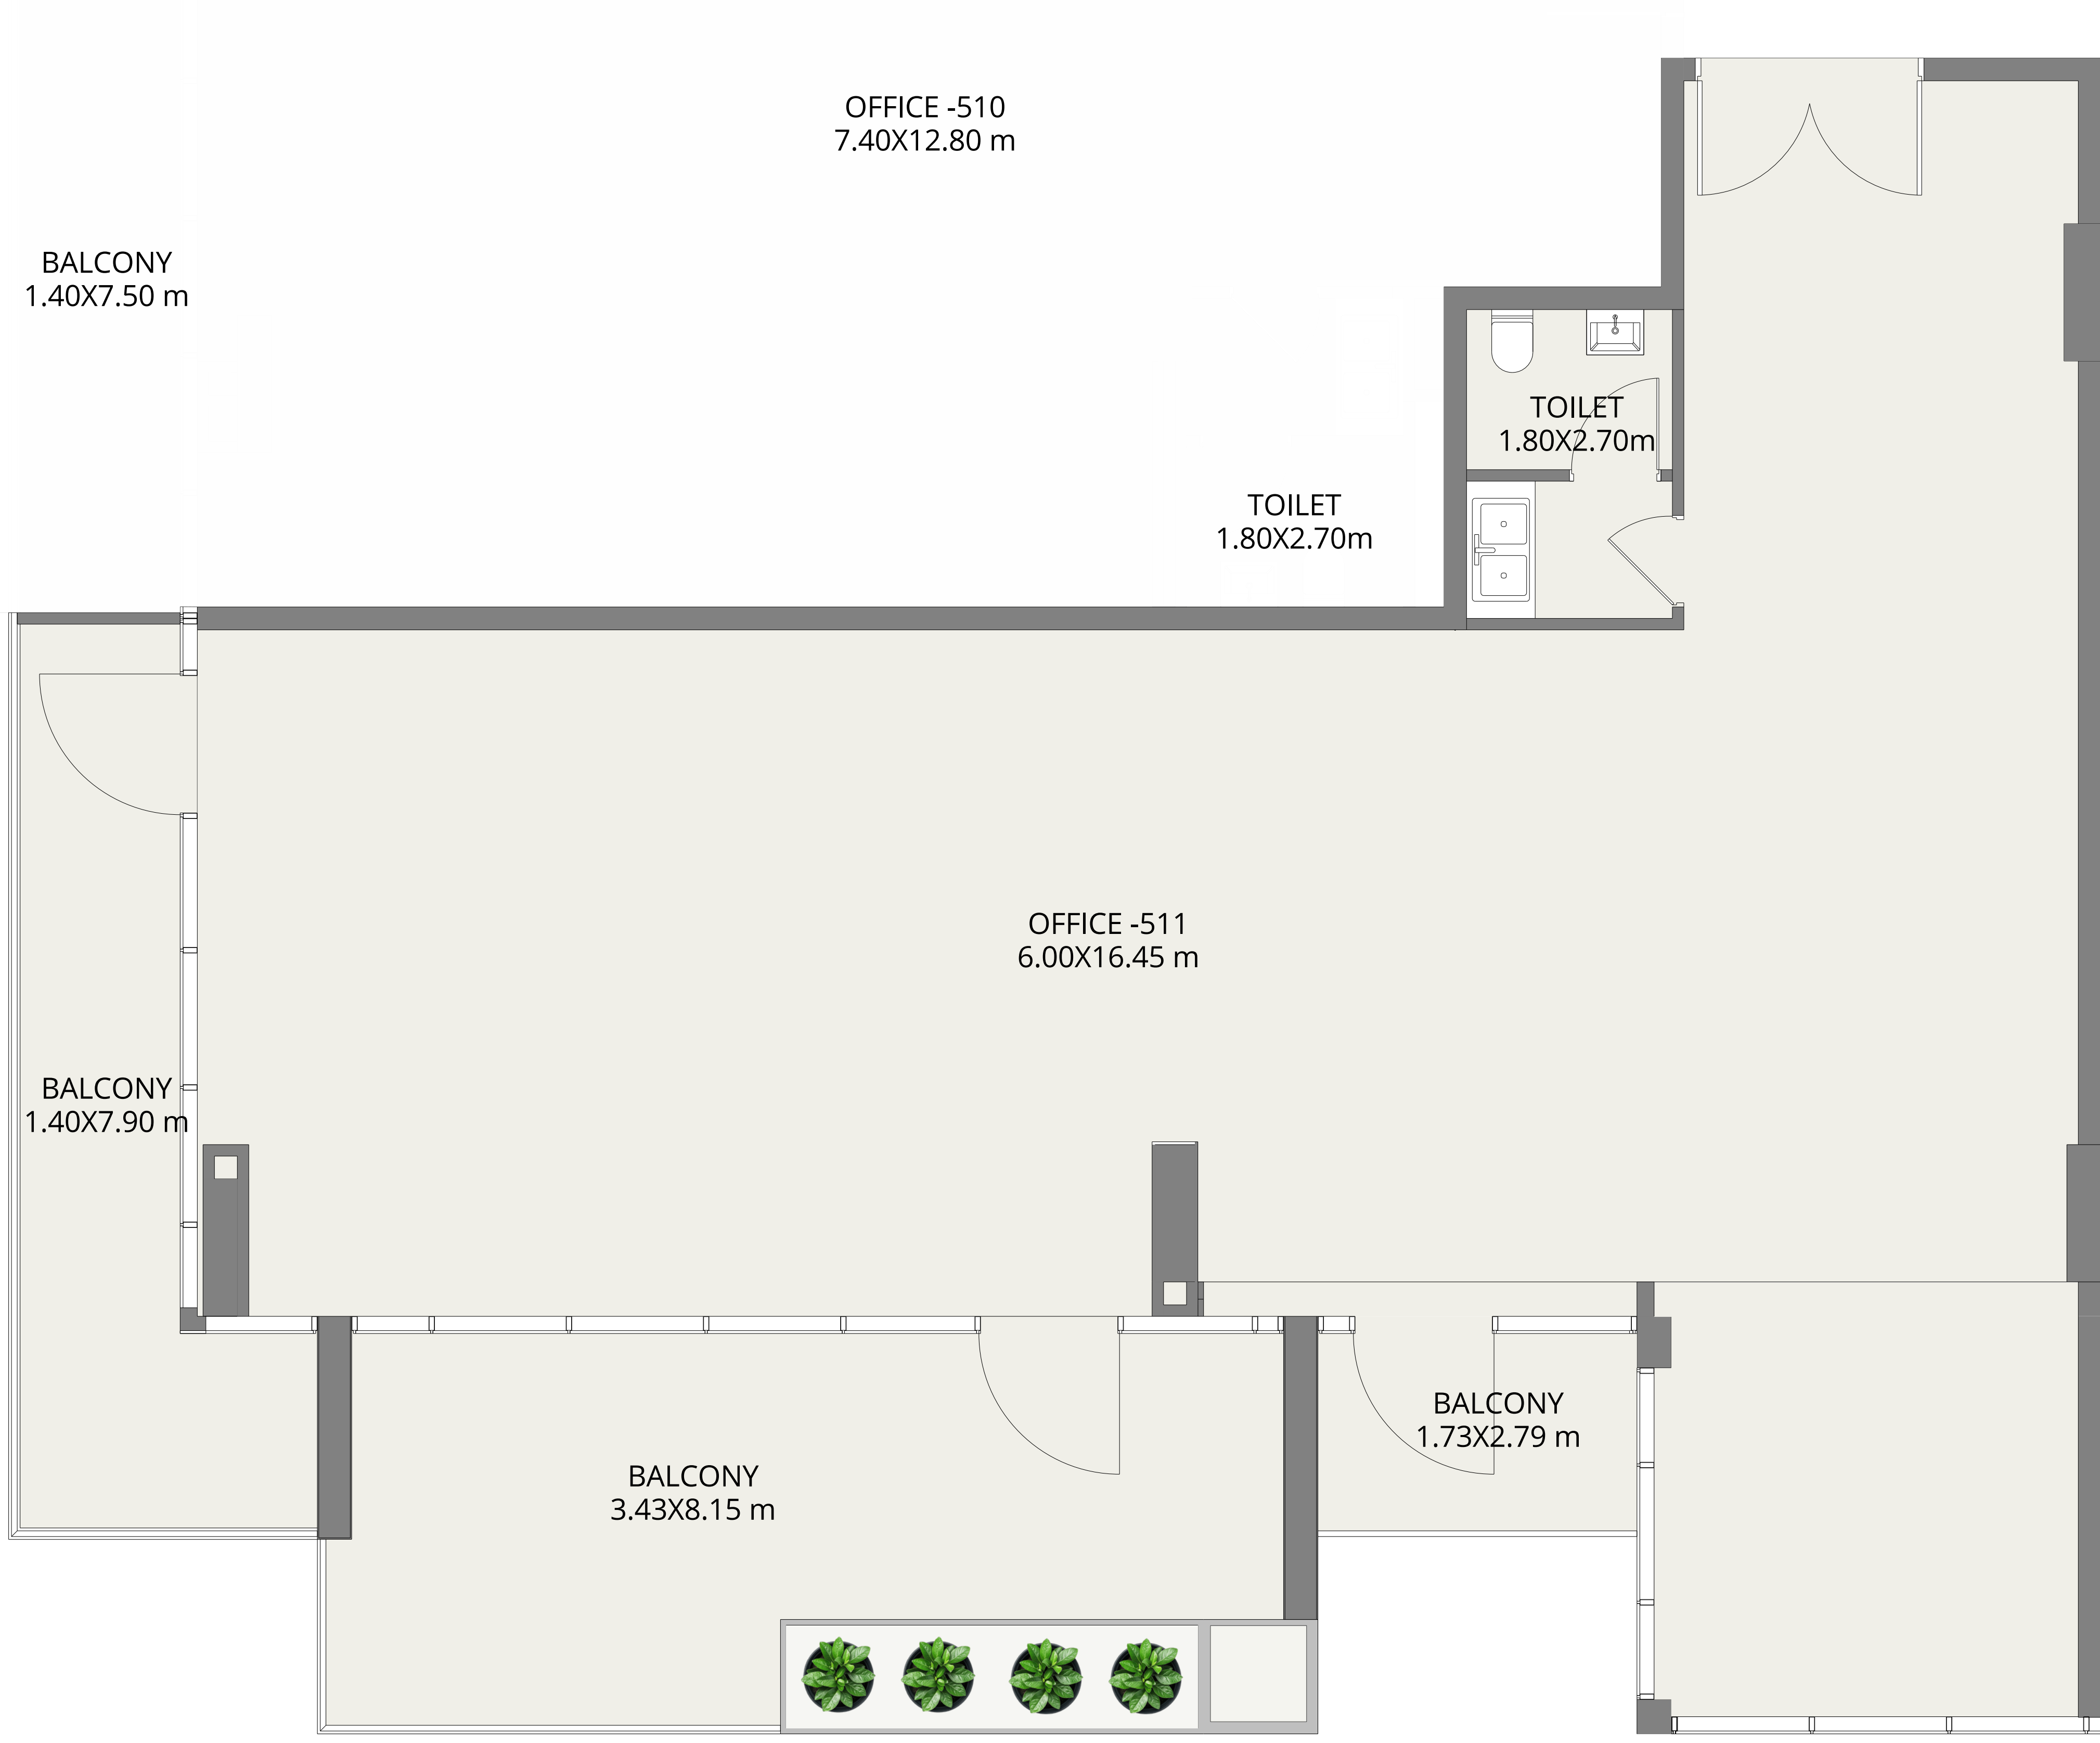 OFFICE -510
7.40X12.80 m
BALCONY
1.40X7.50 m
TOILET
1.80X2.70m
TOILET
1.80X2.70m
OFFICE -511
6.00X16.45 m
BALCONY
1.40X7.90 m
BALCONY
1.73X2.79 m
BALCONY
3.43X8.15 m